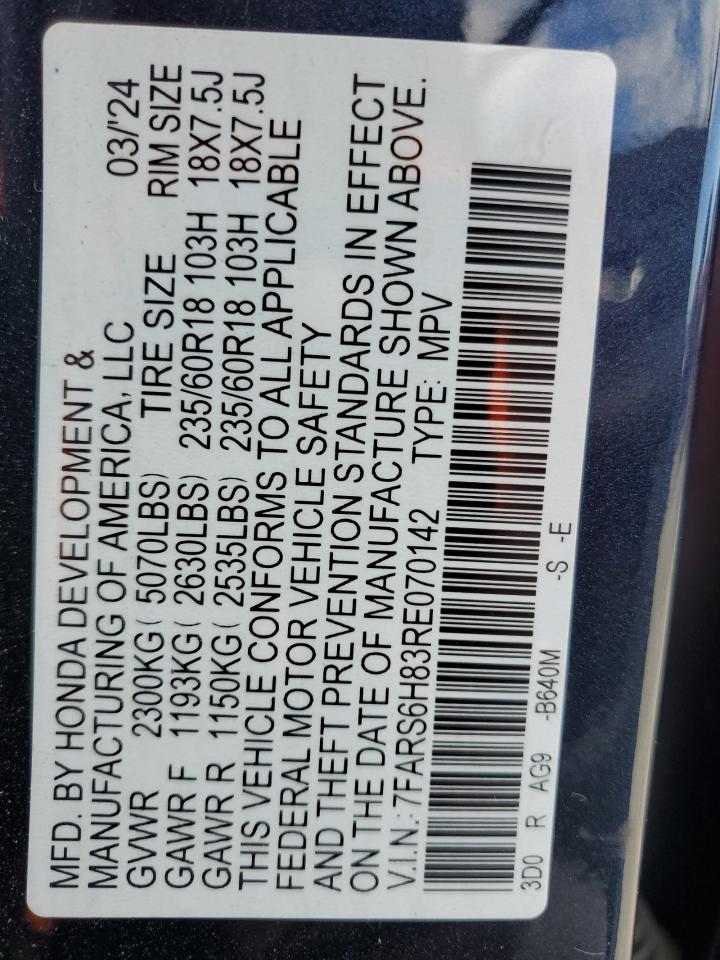 MFD. BY HONDA DEVELOPMENT &
MANUFACTURING OF AMERICA, LLC 03/'24
GVWR 2300KG( 5070LBS) TIRE SIZE RIM SIZE
GAWR F 1193KG( 2630LBS) 235/60R18 103H 18X7.5J
GAWR R 1150KG( 2535LBS) 235/60R18 103H 18X7.5J
THIS VEHICLE CONFORMS TO ALL APPLICABLE
FEDERAL MOTOR VEHICLE SAFETY
AND THEFT PREVENTION STANDARDS IN EFFECT
ON THE DATE OF MANUFACTURE SHOWN ABOVE.
V.I.N.: 7FARS6H83RE070142 TYPE: MPV
3D0 R AG9 -B640M -S -E